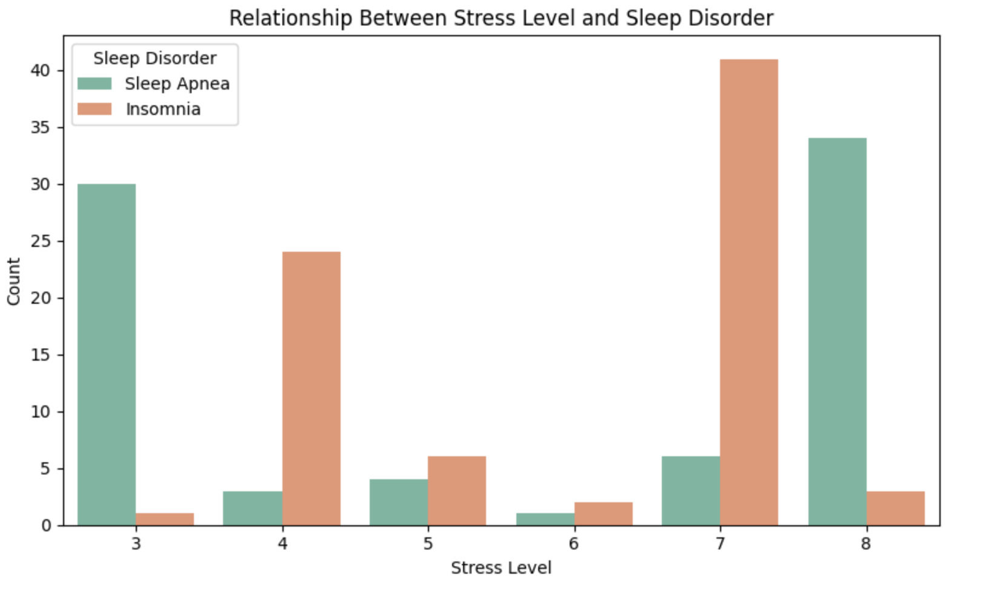 Relationship Between Stress Level and Sleep Disorder
Sleep Disorder
Sleep Apnea
Insomnia
Count
40
35
30
25
20
15
10
5
0
3 4 5 6 7 8
Stress Level